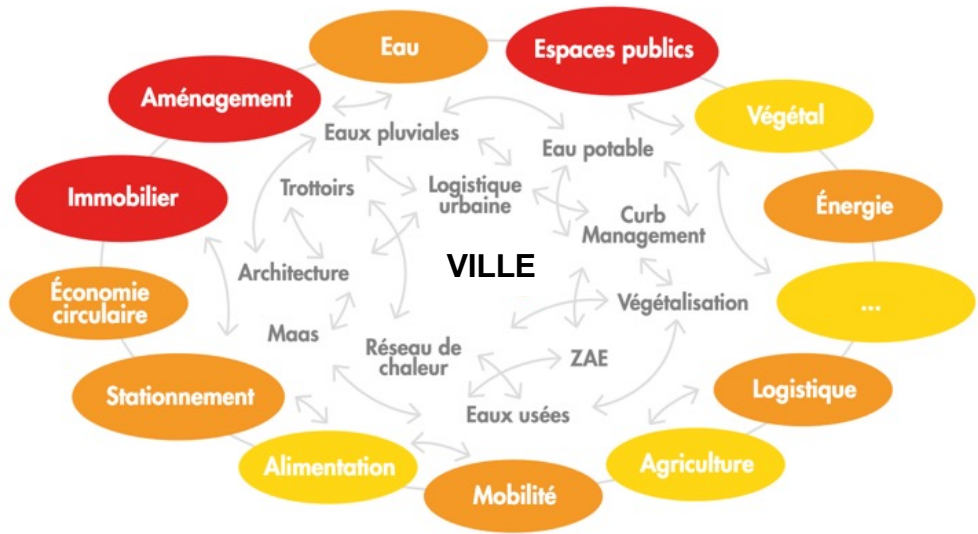 Eau
Espaces publics
Aménagement
Végétal
Eaux pluviales
Eau potable
Immobilier
Trottoirs
Logistique
urbaine
Énergie
Curb
Management
VILLE
Architecture
Économie
circulaire
Végétalisation
...
Maas
Réseau de
chaleur
ZAE
Stationnement
Logistique
Eaux usées
Alimentation
Agriculture
Mobilité